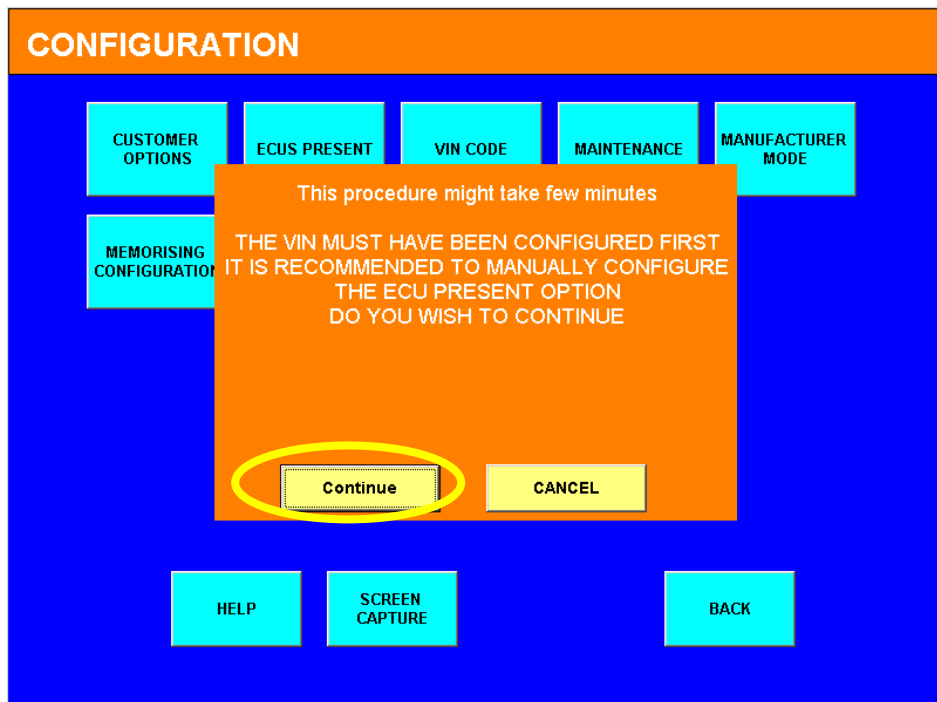 CONFIGURATION
CUSTOMER
OPTIONS
ECUS PRESENT
VIN CODE
MAINTENANCE
MANUFACTURER
MODE
MEMORISING
CONFIGURATION
This procedure might take few minutes
THE VIN MUST HAVE BEEN CONFIGURED FIRST
IT IS RECOMMENDED TO MANUALLY CONFIGURE
THE ECU PRESENT OPTION
DO YOU WISH TO CONTINUE
Continue
CANCEL
HELP
SCREEN
CAPTURE
BACK